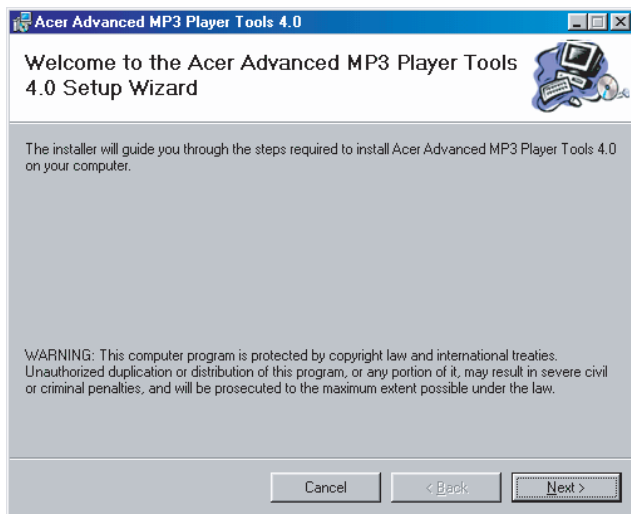 Acer Advanced MP3 Player Tools 4.0
Welcome to the Acer Advanced MP3 Player Tools
4.0 Setup Wizard
The installer will guide you through the steps required to install Acer Advanced MP3 Player Tools 4.0
on your computer.
WARNING: This computer program is protected by copyright law and international treaties.
Unauthorized duplication or distribution of this program, or any portion of it, may result in severe civil
or criminal penalties, and will be prosecuted to the maximum extent possible under the law.
Cancel < Back Next >